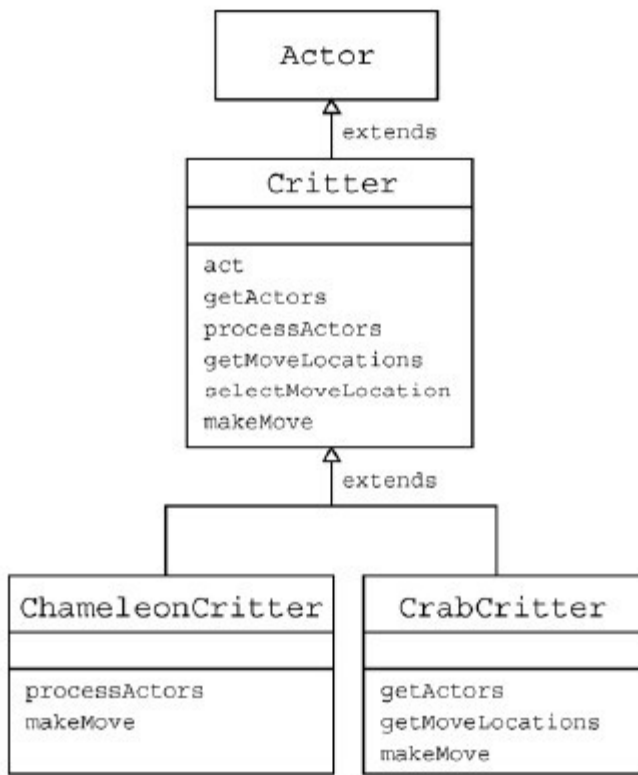 Actor
extends
Critter
act
getActors
processActors
getMoveLocations
selectMoveLocation
makeMove
extends
ChameleonCritter
processActors
makeMove
CrabCritter
getActors
getMoveLocations
makeMove